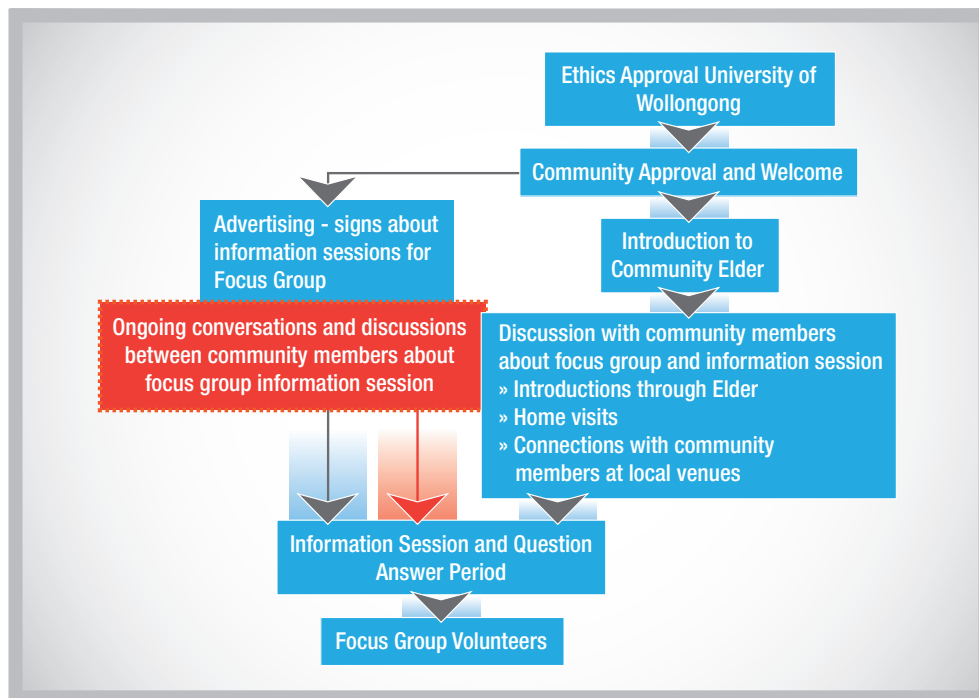 Ethics Approval University of
Wollongong
Community Approval and Welcome
Advertising - signs about
information sessions for
Focus Group
Introduction to
Community Elder
Ongoing conversations and discussions
between community members about
focus group information session
Discussion with community members
about focus group and information session
» Introductions through Elder
» Home visits
» Connections with community
members at local venues
Information Session and Question
Answer Period
Focus Group Volunteers